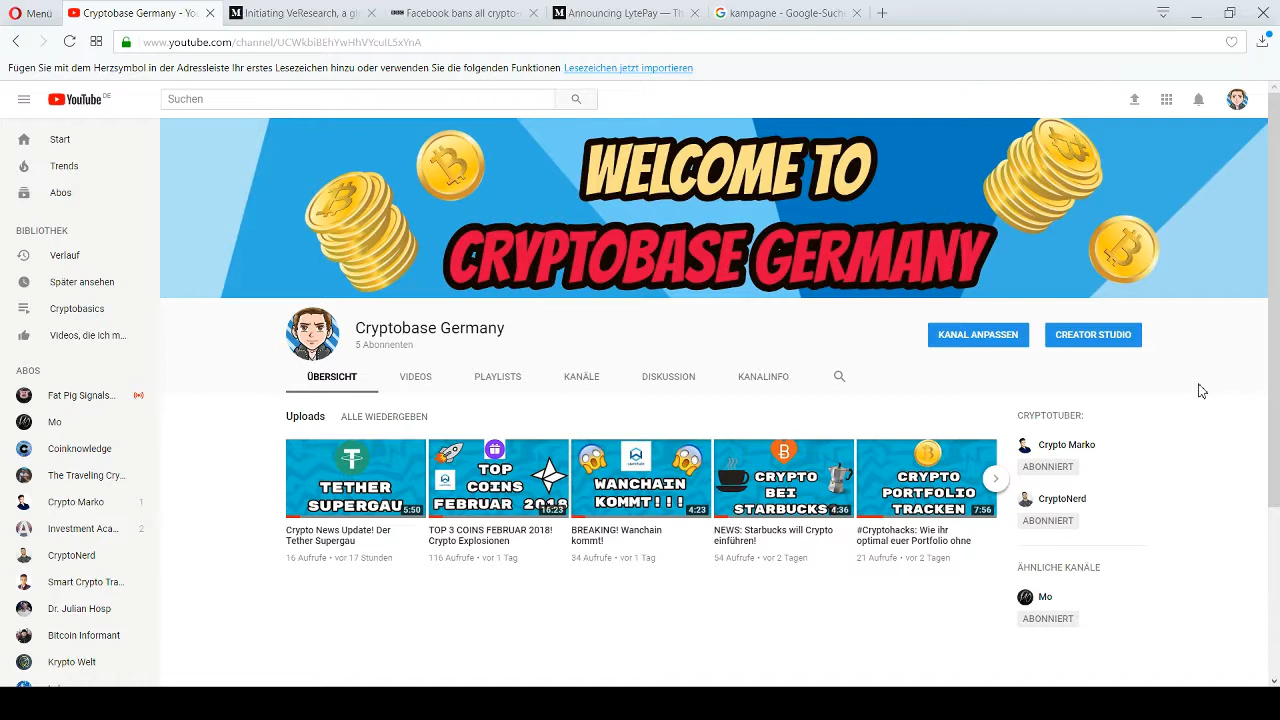 Menü
Cryptobase Germany - You
Initiating VeResearch, a gl
Facebook bans all crypto-
Announcing LytePay — Th
kampagne - Google-Suche
www.youtube.com/channel/UCWkbiBEhYwHhVYcuIL5xYnA
Fügen Sie mit dem Herzsymbol in der Adressleiste Ihr erstes Lesezeichen hinzu oder verwenden Sie die folgenden Funktionen Lesezeichen jetzt importieren
YouTube DE
Suchen
WELCOME TO
CRYPTOBASE GERMANY
Start
Trends
Abos
BIBLIOTHEK
Verlauf
Später ansehen
Cryptobasics
Videos, die ich m...
ABOS
Fat Pig Signals...
Mo
Coinknowledge
The Traveling Cry...
Crypto Marko 1
Investment Aca... 2
CryptoNerd
Smart Crypto Tra...
Dr. Julian Hosp
Bitcoin Informant
Krypto Welt
Cryptobase Germany
5 Abonnenten
KANAL ANPASSEN
CREATOR STUDIO
ÜBERSICHT
VIDEOS
PLAYLISTS
KANÄLE
DISKUSSION
KANALINFO
Uploads
ALLE WIEDERGEBEN
TETHER
SUPERGAU
5:50
Crypto News Update! Der
Tether Supergau
16 Aufrufe • vor 17 Stunden
TOP
COINS
FEBRUAR 2018
16:23
TOP 3 COINS FEBRUAR 2018!
Crypto Explosionen
116 Aufrufe • vor 1 Tag
WANCHAIN
KOMMT!!!
4:23
BREAKING! Wanchain
kommt!
34 Aufrufe • vor 1 Tag
CRYPTO
BEI
STARBUCKS
4:36
NEWS: Starbucks will Crypto
einführen!
54 Aufrufe • vor 2 Tagen
CRYPTO
PORTFOLIO
TRACKEN
7:56
#Cryptohacks: Wie ihr
optimal euer Portfolio ohne
21 Aufrufe • vor 2 Tagen
CRYPTOTUBER:
Crypto Marko
ABONNIERT
CryptoNerd
ABONNIERT
ÄHNLICHE KANÄLE
Mo
ABONNIERT